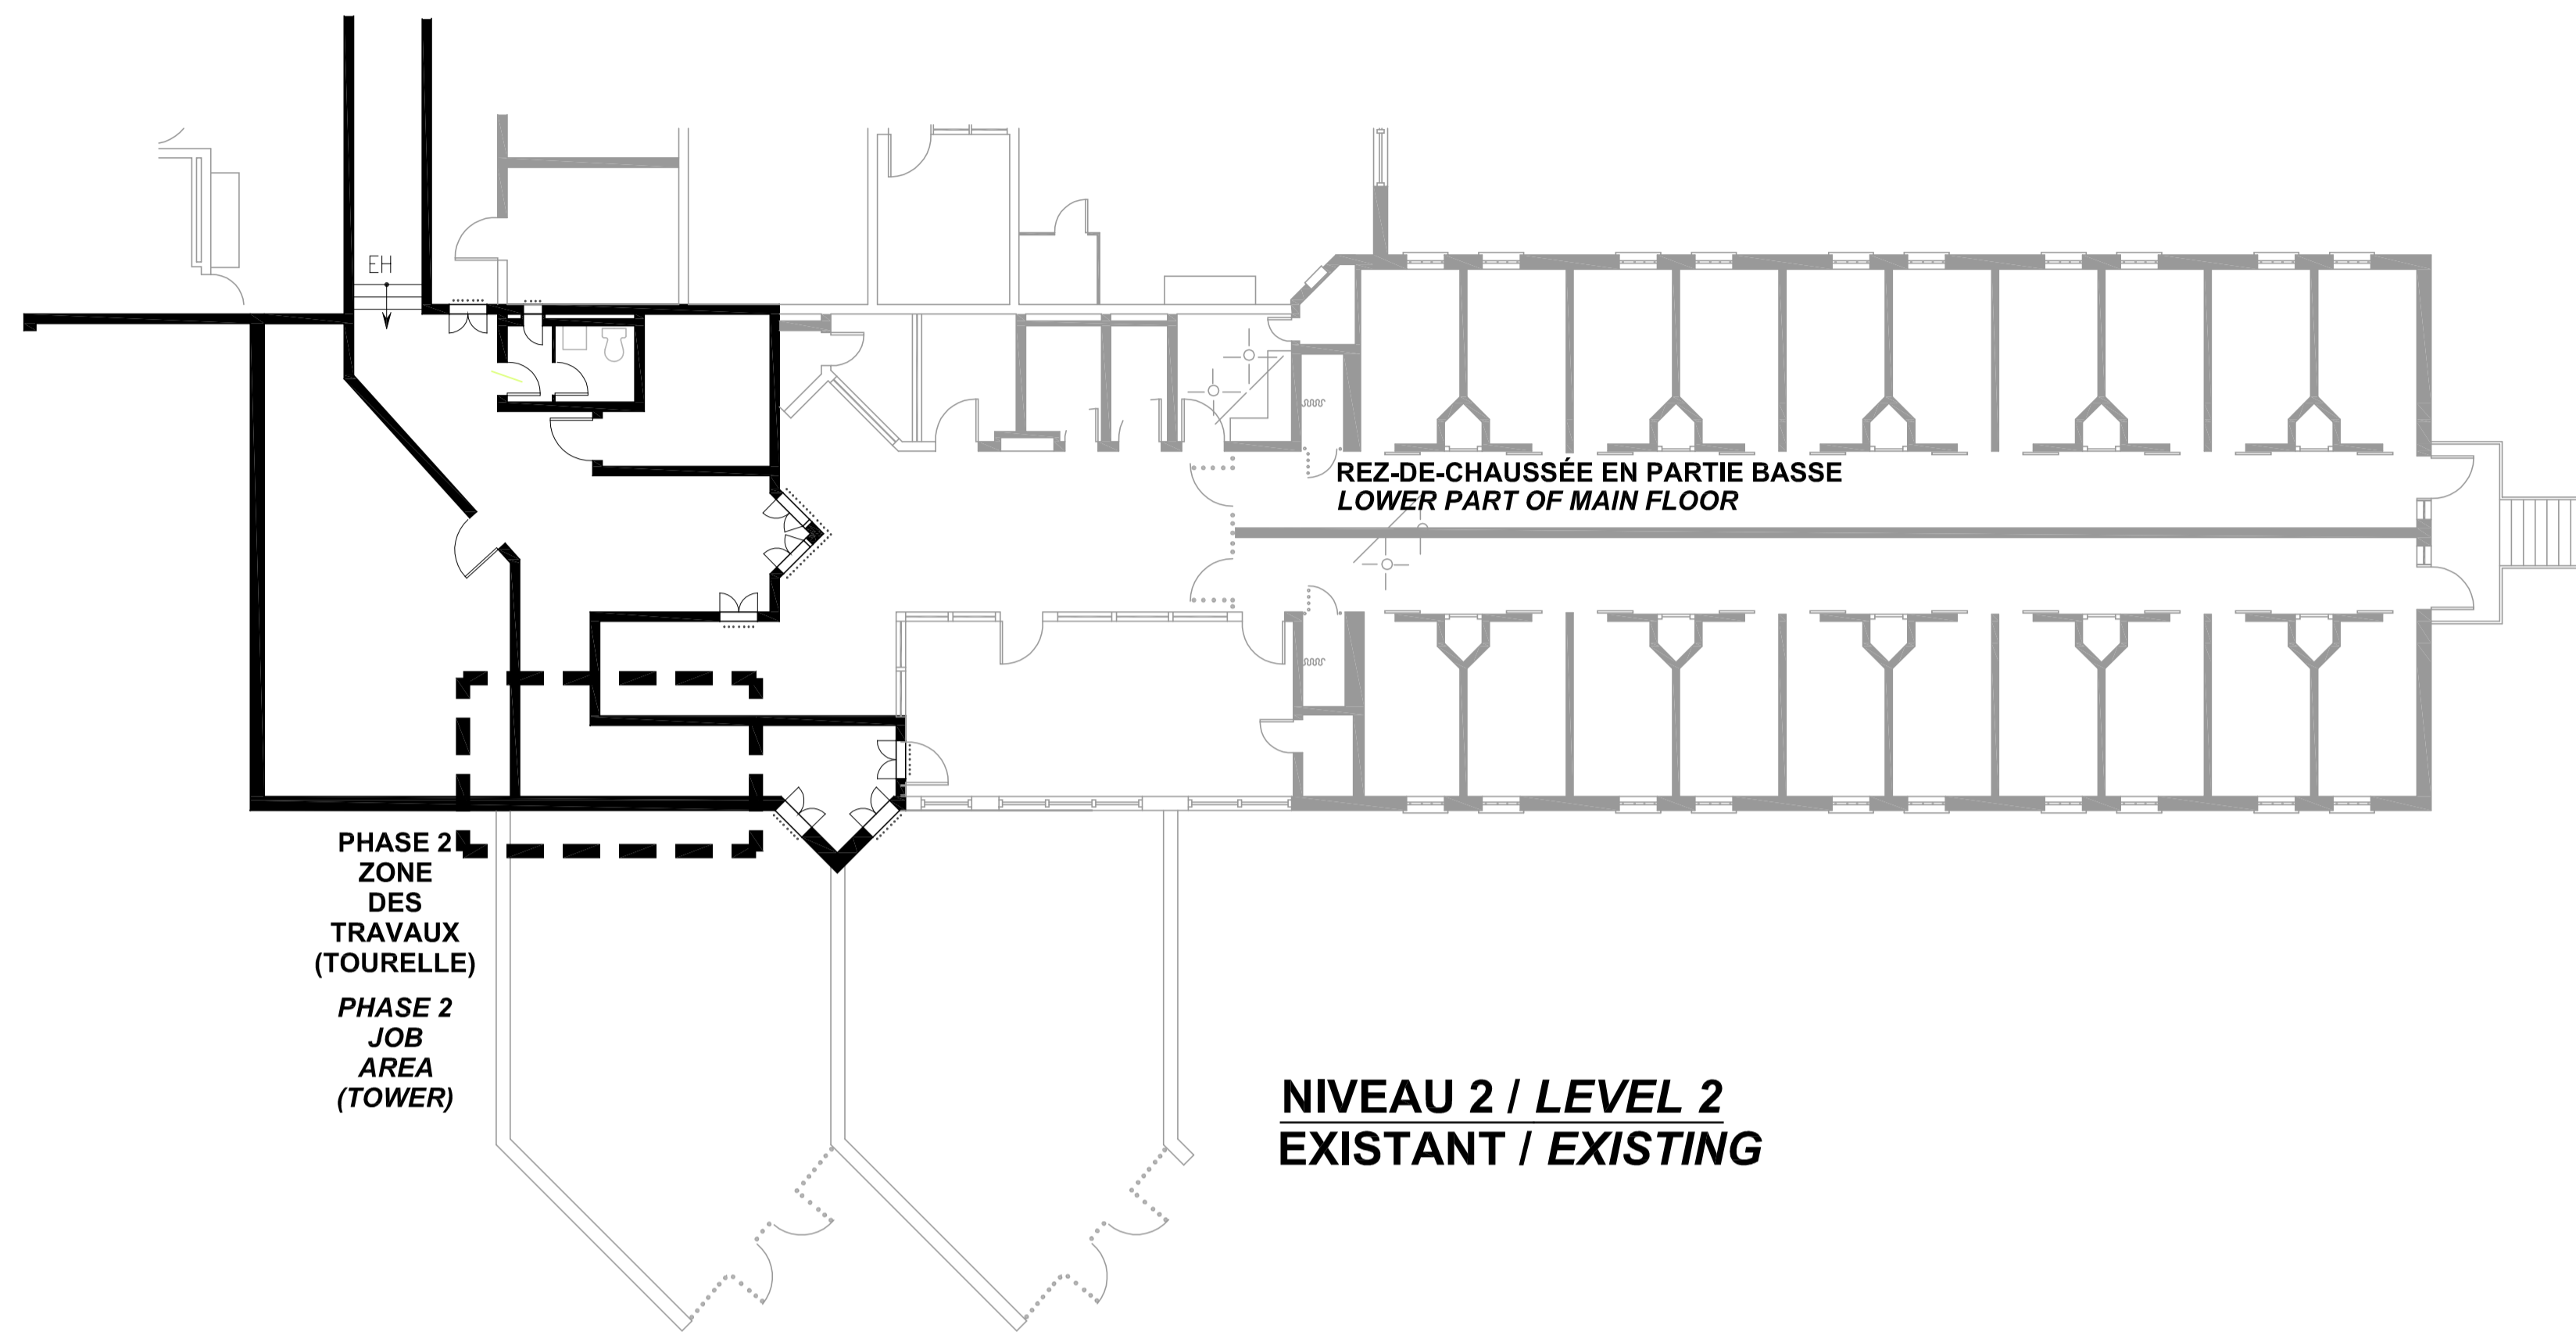 EH
REZ-DE-CHAUSSÉE EN PARTIE BASSE
LOWER PART OF MAIN FLOOR
PHASE 2
ZONE
DES
TRAVAUX
(TOURELLE)
PHASE 2
JOB
AREA
(TOWER)
NIVEAU 2 / LEVEL 2
EXISTANT / EXISTING